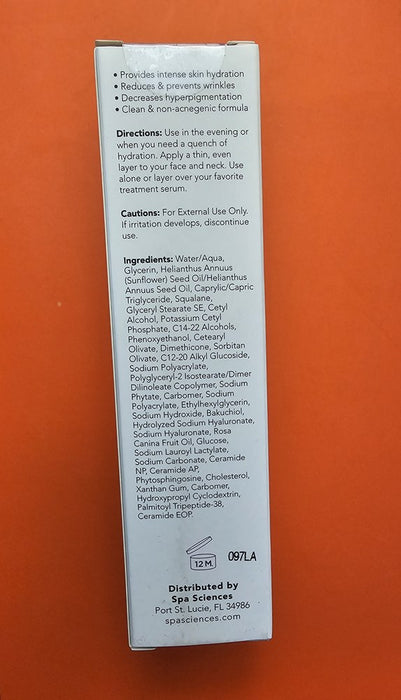 • Provides intense skin hydration
• Reduces & prevents wrinkles
• Decreases hyperpigmentation
• Clean & non-acnegenic formula
Directions: Use in the evening or
when you need a quench of
hydration. Apply a thin, even
layer to your face and neck. Use
alone or layer over your favorite
treatment serum.
Cautions: For External Use Only.
If irritation develops, discontinue
use.
Ingredients: Water/Aqua,
Glycerin, Helianthus Annuus
(Sunflower) Seed Oil/Helianthus
Annuus Seed Oil, Caprylic/Capric
Triglyceride, Squalane,
Glyceryl Stearate SE, Cetyl
Alcohol, Potassium Cetyl
Phosphate, C14-22 Alcohols,
Phenoxyethanol, Cetearyl
Olivate, Dimethicone, Sorbitan
Olivate, C12-20 Alkyl Glucoside,
Sodium Polyacrylate,
Polyglyceryl-2 Isostearate/Dimer
Dilinoleate Copolymer, Sodium
Phytate, Carbomer, Sodium
Polyacrylate, Ethylhexylglycerin,
Sodium Hydroxide, Bakuchiol,
Hydrolyzed Sodium Hyaluronate,
Sodium Hyaluronate, Rosa
Canina Fruit Oil, Glucose,
Sodium Lauroyl Lactylate,
Sodium Carbonate, Ceramide
NP, Ceramide AP,
Phytosphingosine, Cholesterol,
Xanthan Gum, Carbomer,
Hydroxypropyl Cyclodextrin,
Palmitoyl Tripeptide-38,
Ceramide EOP.
12 M. 097LA
Distributed by
Spa Sciences
Port St. Lucie, FL 34986
spasciences.com